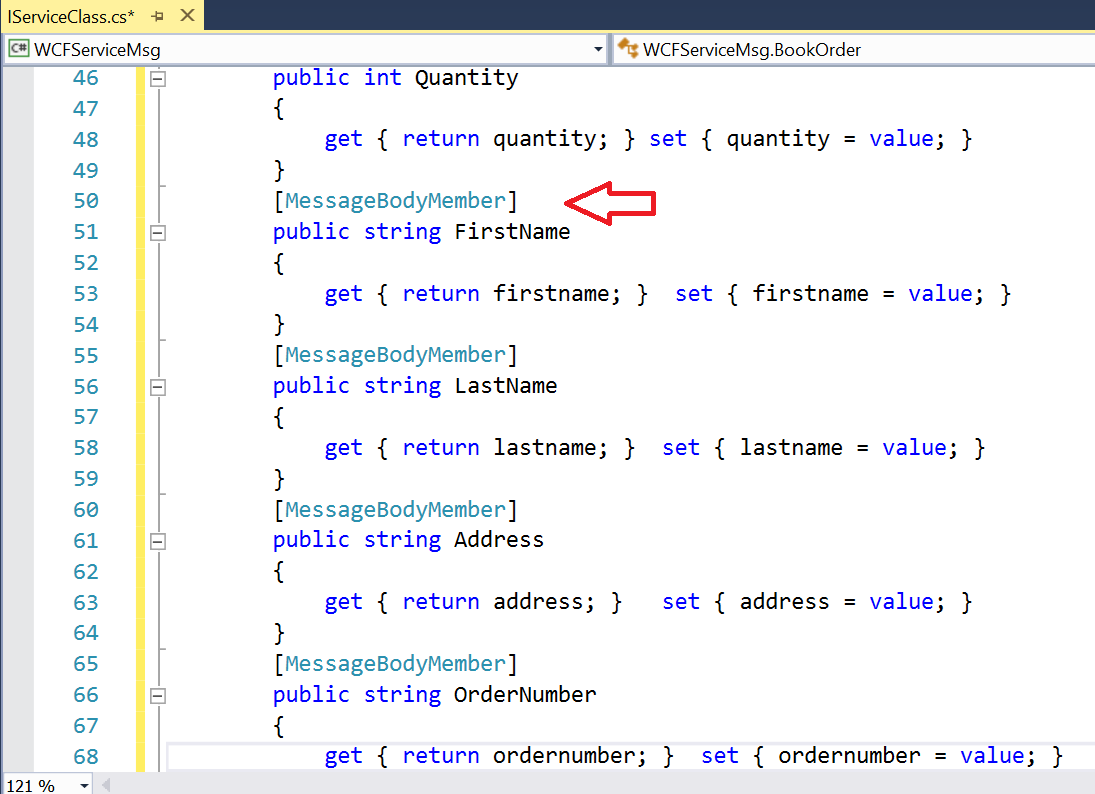 IServiceClass.cs*
C# WCFServiceMsg WCFServiceMsg.BookOrder
46 public int Quantity
47 {
48 get { return quantity; } set { quantity = value; }
49 }
50 [MessageBodyMember]
51 public string FirstName
52 {
53 get { return firstname; }  set { firstname = value; }
54 }
55 [MessageBodyMember]
56 public string LastName
57 {
58 get { return lastname; }  set { lastname = value; }
59 }
60 [MessageBodyMember]
61 public string Address
62 {
63 get { return address; }   set { address = value; }
64 }
65 [MessageBodyMember]
66 public string OrderNumber
67 {
68 get { return ordernumber; }  set { ordernumber = value; }
121 %